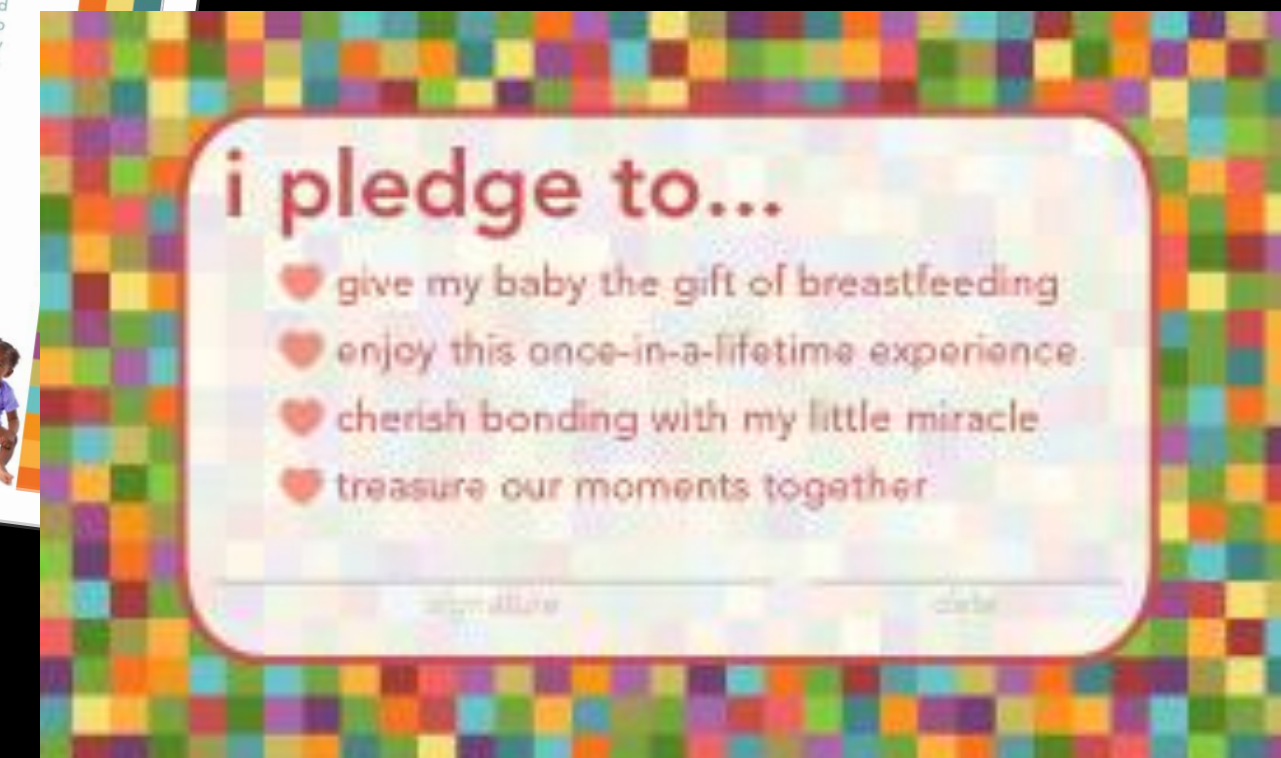 i pledge to...
give my baby the gift of breastfeeding
enjoy this once-in-a-lifetime experience
cherish bonding with my little miracle
treasure our moments together
signature
date